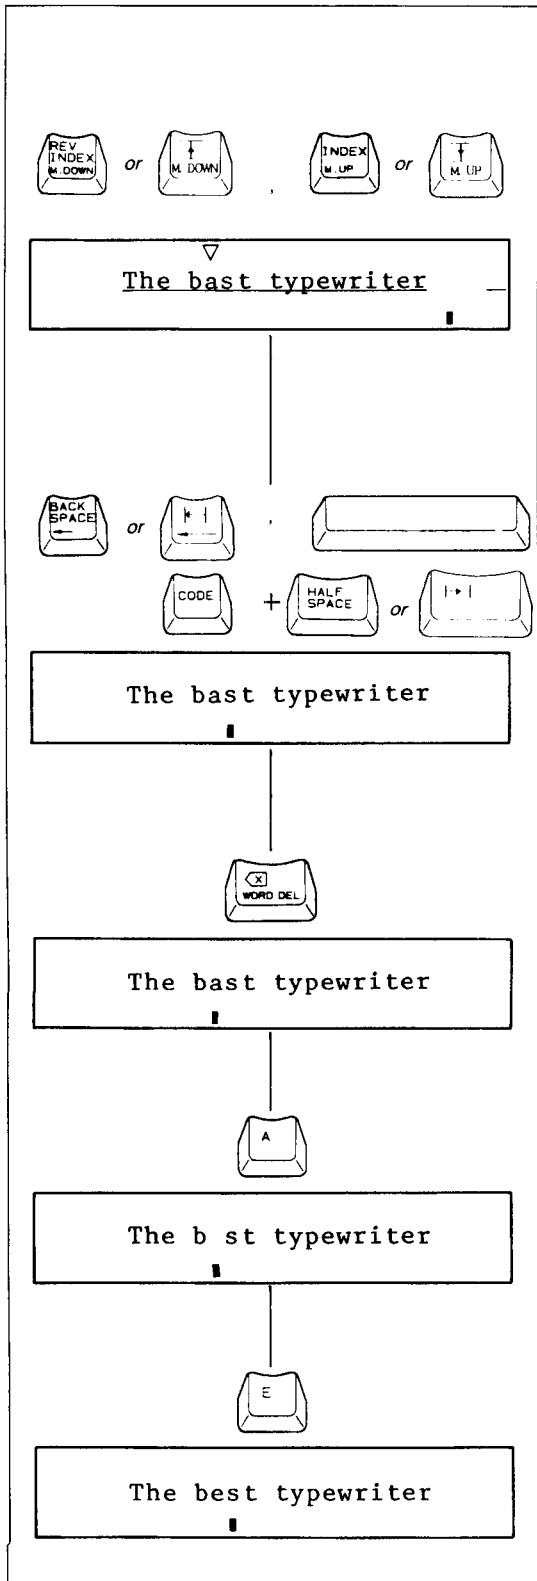 REV
INDEX
M.DOWN
or
M. DOWN
,
INDEX
M.UP
or
M. UP
The bast typewriter
BACK
SPACE
or
,
CODE
+
HALF
SPACE
or
The bast typewriter
WORD DEL
The bast typewriter
A
The b st typewriter
E
The best typewriter